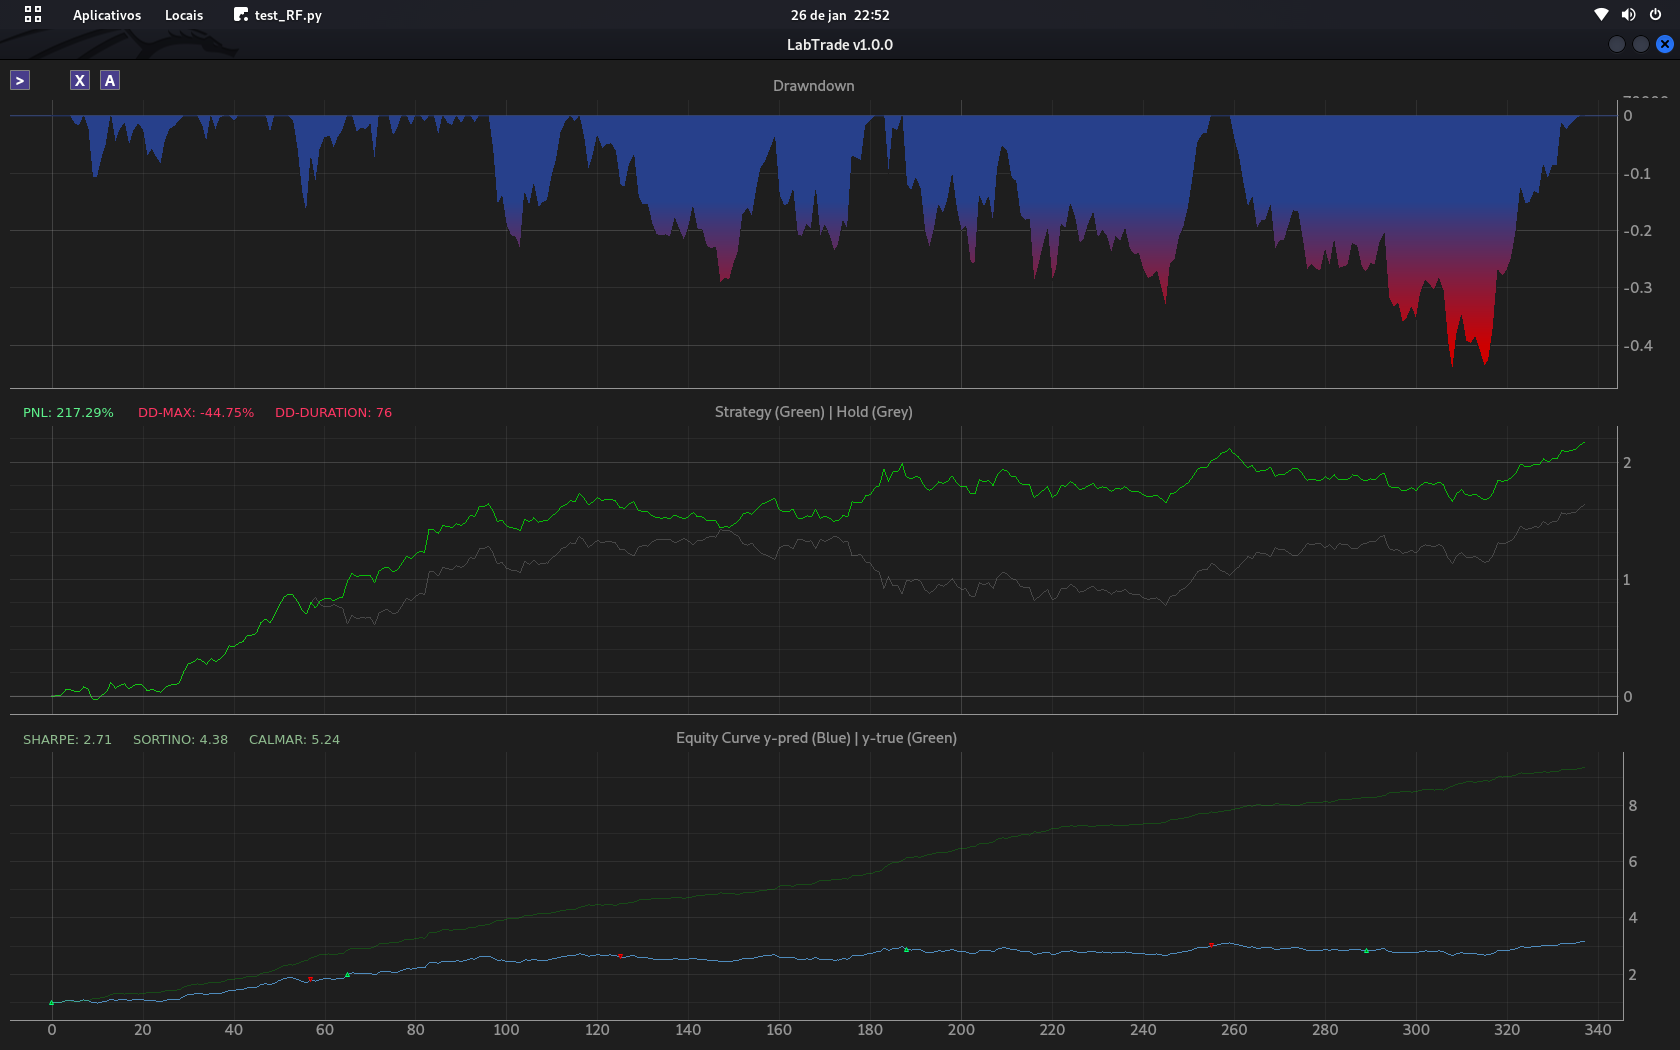 Aplicativos Locais test_RF.py 26 de jan 22:52
LabTrade v1.0.0
> X A
Drawndown
0
-0.1
-0.2
-0.3
-0.4
PNL: 217.29% DD-MAX: -44.75% DD-DURATION: 76 Strategy (Green) | Hold (Grey)
2
1
0
SHARPE: 2.71 SORTINO: 4.38 CALMAR: 5.24 Equity Curve y-pred (Blue) | y-true (Green)
8
6
4
2
0 20 40 60 80 100 120 140 160 180 200 220 240 260 280 300 320 340